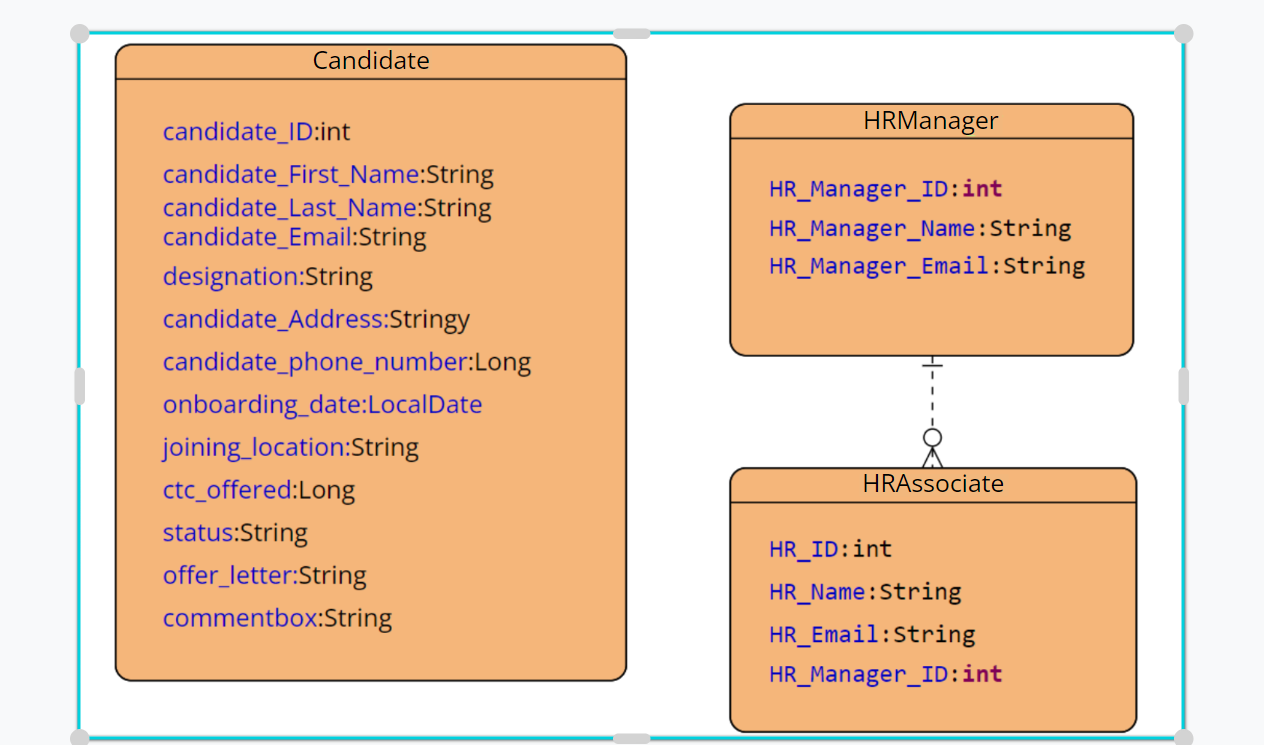 Candidate
candidate_ID:int
candidate_First_Name:String
candidate_Last_Name:String
candidate_Email:String
designation:String
candidate_Address:Stringy
candidate_phone_number:Long
onboarding_date:LocalDate
joining_location:String
ctc_offered:Long
status:String
offer_letter:String
commentbox:String
HRManager
HR_Manager_ID:int
HR_Manager_Name:String
HR_Manager_Email:String
HRAssociate
HR_ID:int
HR_Name:String
HR_Email:String
HR_Manager_ID:int